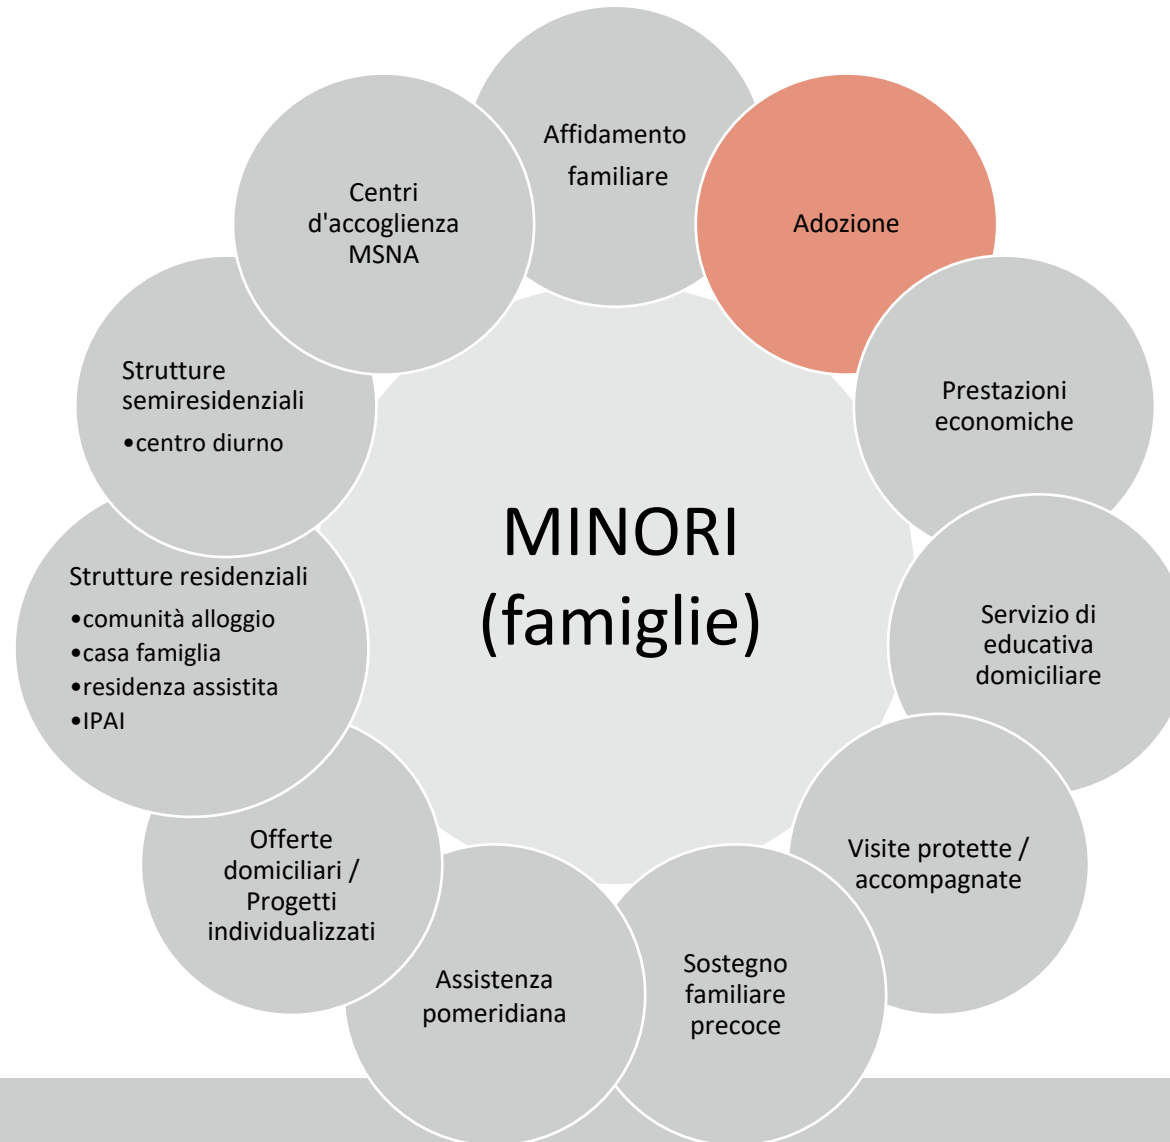 Affidamento
familiare
Adozione
Prestazioni
economiche
Servizio di
educativa
domiciliare
Visite protette /
accompagnate
Sostegno
familiare
precoce
Assistenza
pomeridiana
Offerte
domiciliari /
Progetti
individualizzati
Strutture residenziali
•comunità alloggio
•casa famiglia
•residenza assistita
•IPAI
Strutture
semiresidenziali
•centro diurno
Centri
d'accoglienza
MSNA
MINORI
(famiglie)